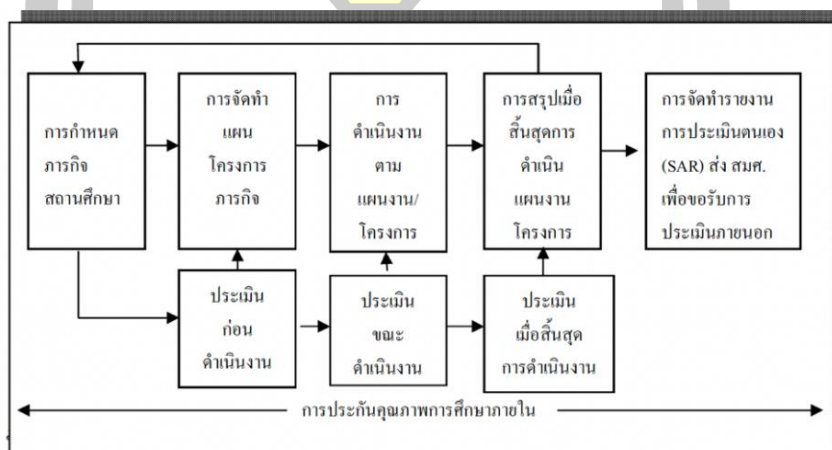 การกำหนด
ภารกิจ
สถานศึกษา
การจัดทำ
แผน
โครงการ
ภารกิจ
การ
ดำเนินงาน
ตาม
แผนงาน/
โครงการ
การสรุปเมื่อ
สิ้นสุดการ
ดำเนิน
แผนงาน
โครงการ
การจัดทำรายงาน
การประเมินตนเอง
(SAR) ส่ง สมศ.
เพื่อขอรับการ
ประเมินภายนอก
ประเมิน
ก่อน
ดำเนินงาน
ประเมิน
ขณะ
ดำเนินงาน
ประเมิน
เมื่อสิ้นสุด
การดำเนินงาน
การประกันคุณภาพการศึกษาภายใน